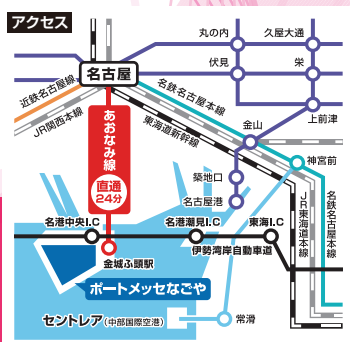 アクセス
丸の内
久屋大通
伏見
栄
名古屋
近鉄名古屋線
JR関西本線
名鉄名古屋本線
東海道新幹線
上前津
金山
あおなみ線
直通
24分
神宮前
築地口
名古屋港
名港中央I.C
名港潮見I.C
東海I.C
伊勢湾岸自動車道
金城ふ頭駅
JR東海道本線
名鉄名古屋本線
ポートメッセなごや
セントレア(中部国際空港)
常滑